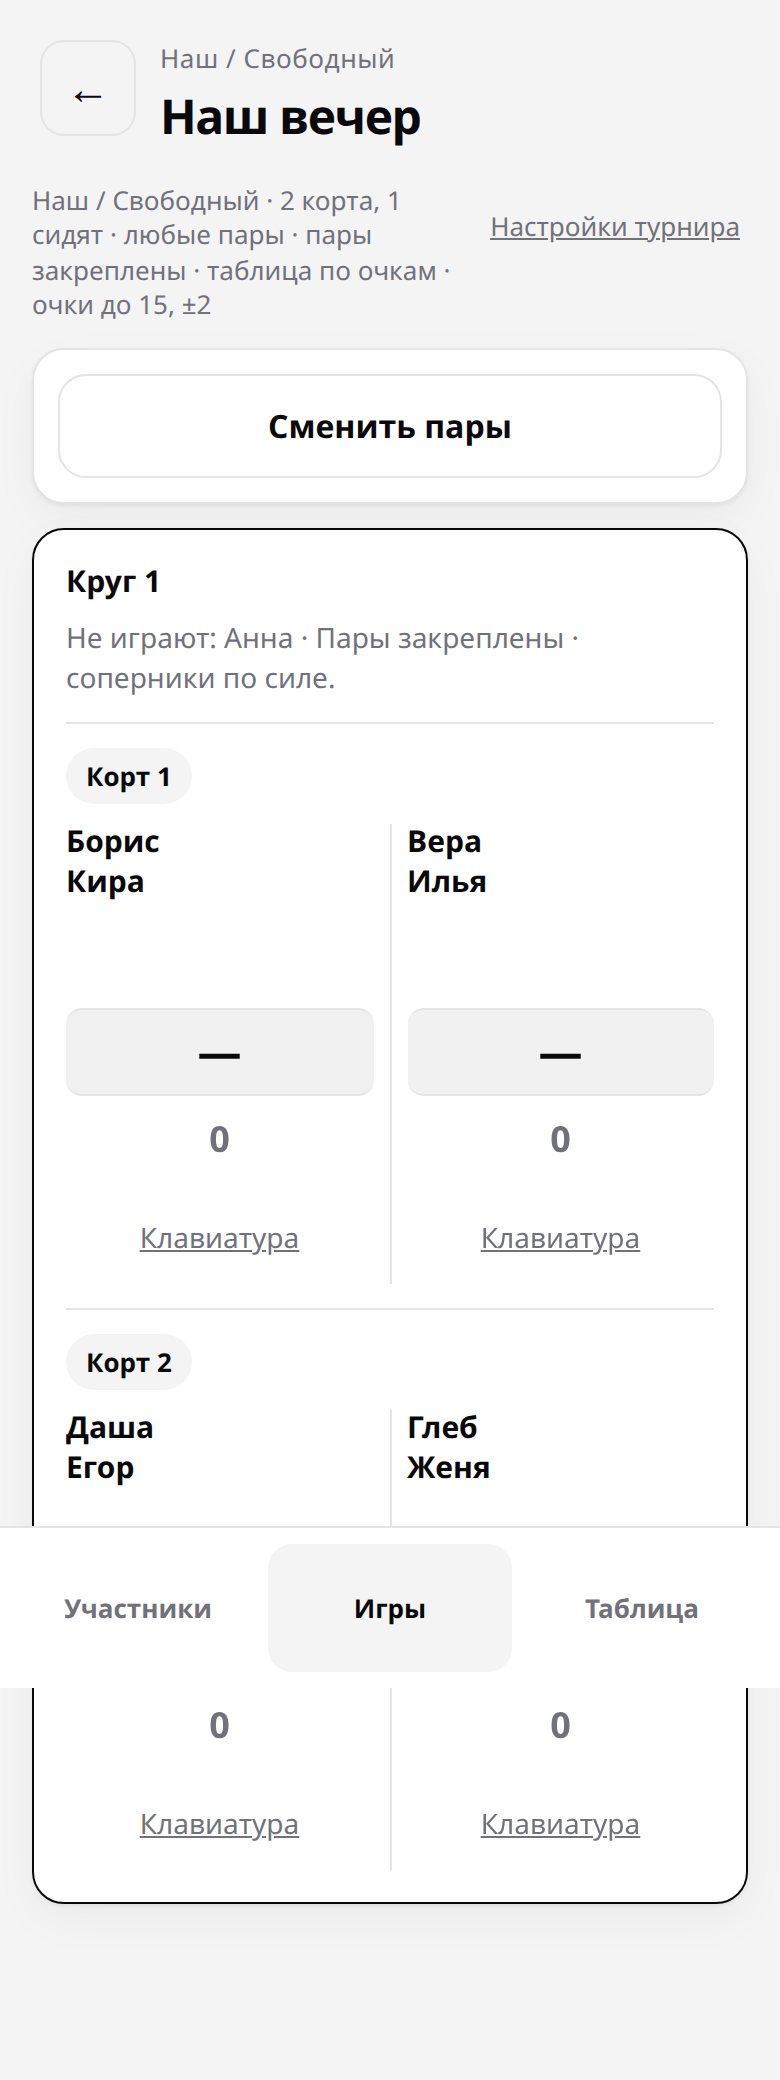 ←
Наш / Свободный
Наш вечер
Наш / Свободный · 2 корта, 1
сидят · любые пары · пары
закреплены · таблица по очкам ·
очки до 15, ±2
Настройки турнира
Сменить пары
Круг 1
Не играют: Анна · Пары закреплены ·
соперники по силе.
Корт 1
Борис
Кира
Вера
Илья
— —
0 0
Клавиатура Клавиатура
Корт 2
Даша
Егор
Глеб
Женя
Участники Игры Таблица
0 0
Клавиатура Клавиатура